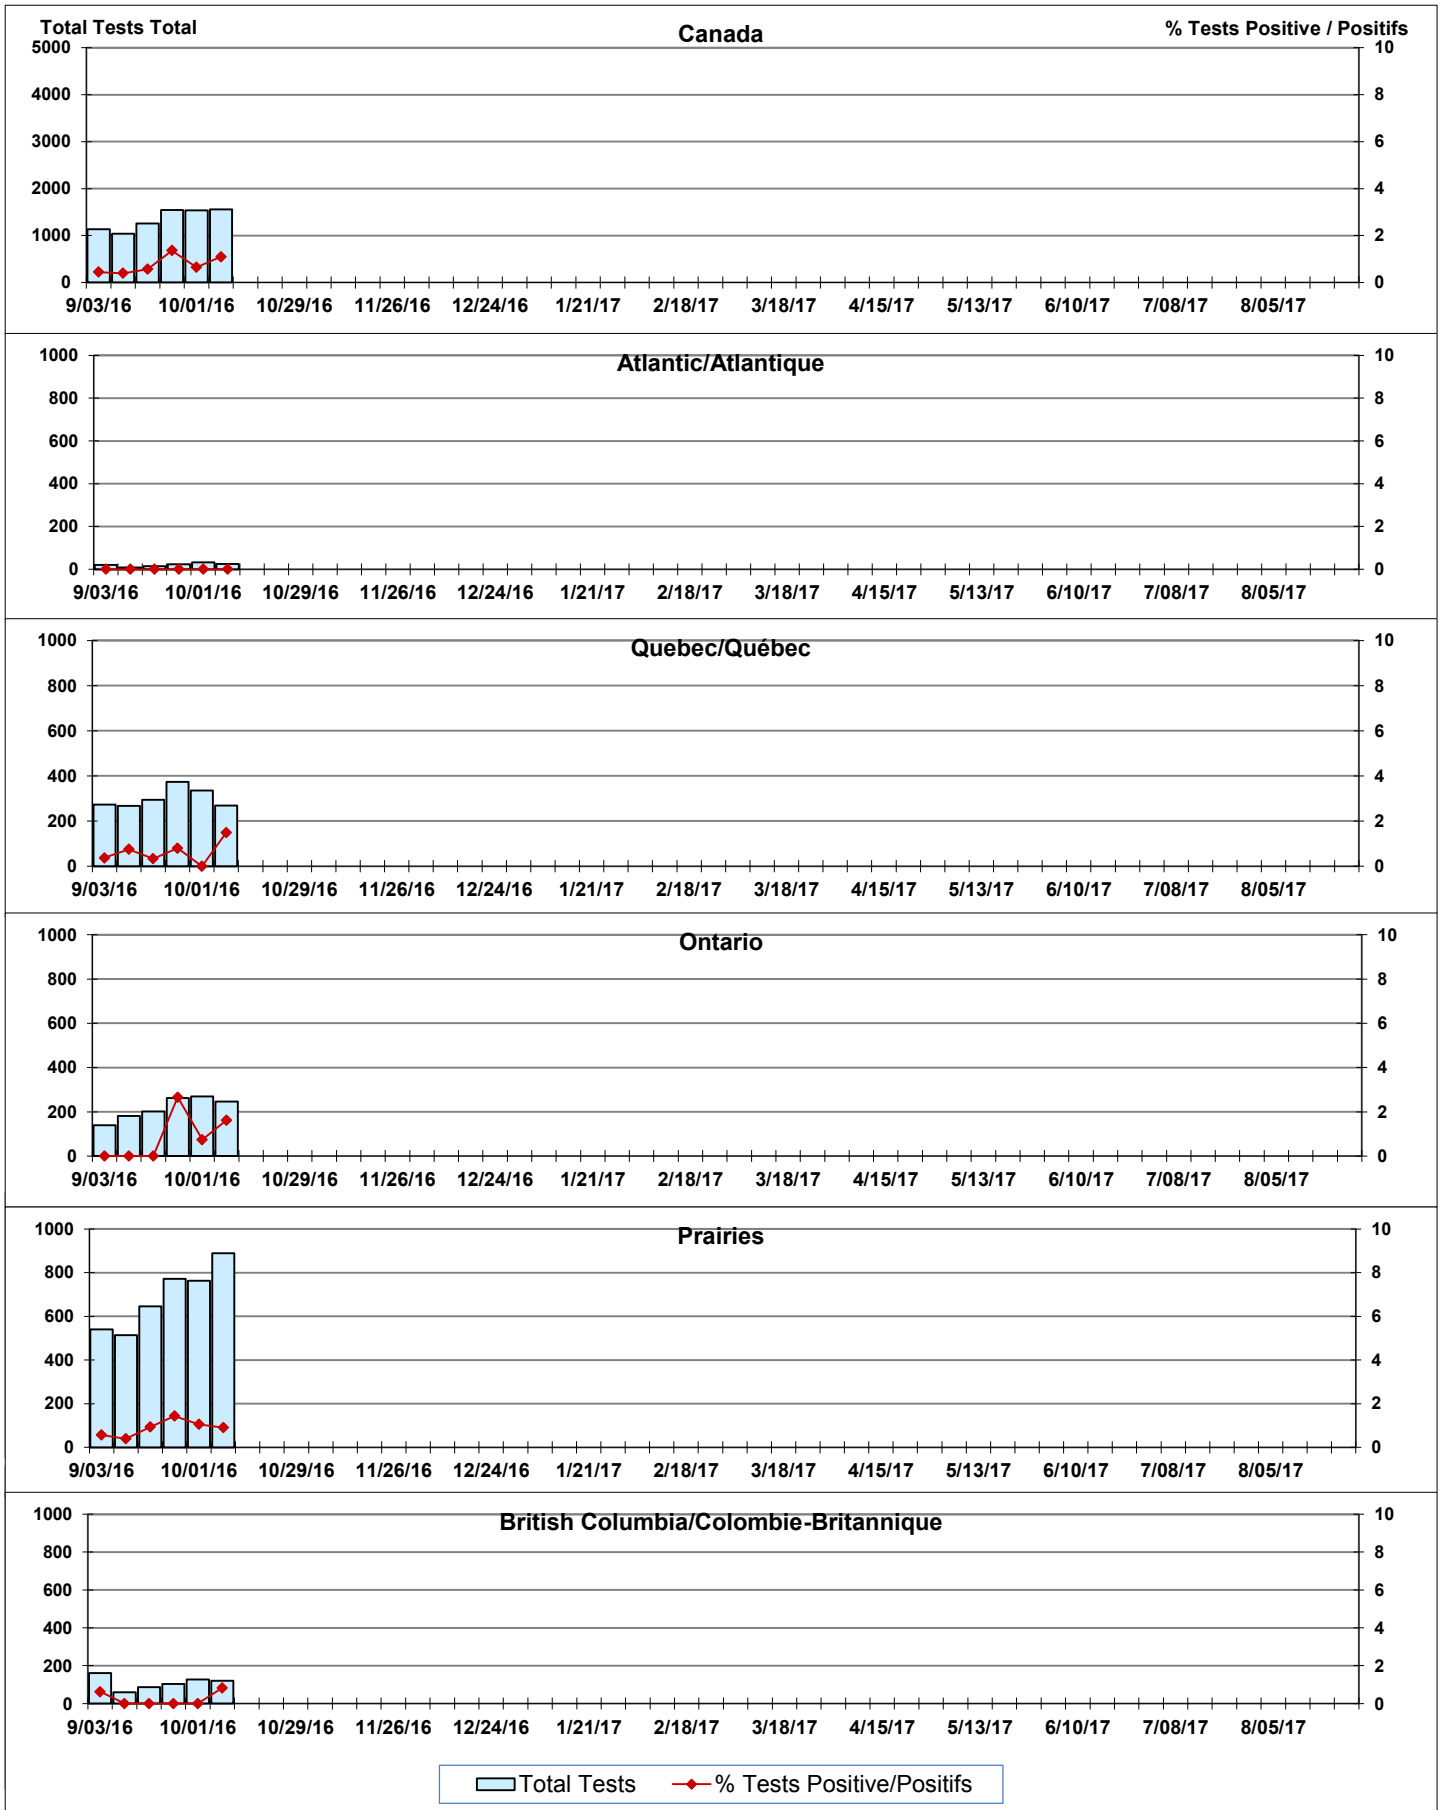 Total Tests Total Canada % Tests Positive / Positifs
5000 10
4000 8
3000 6
2000 4
1000 2
0 0
9/03/16 10/01/16 10/29/16 11/26/16 12/24/16 1/21/17 2/18/17 3/18/17 4/15/17 5/13/17 6/10/17 7/08/17 8/05/17
Atlantic/Atlantique
1000 10
800 8
600 6
400 4
200 2
0 0
9/03/16 10/01/16 10/29/16 11/26/16 12/24/16 1/21/17 2/18/17 3/18/17 4/15/17 5/13/17 6/10/17 7/08/17 8/05/17
Quebec/Québec
1000 10
800 8
600 6
400 4
200 2
0 0
9/03/16 10/01/16 10/29/16 11/26/16 12/24/16 1/21/17 2/18/17 3/18/17 4/15/17 5/13/17 6/10/17 7/08/17 8/05/17
Ontario
1000 10
800 8
600 6
400 4
200 2
0 0
9/03/16 10/01/16 10/29/16 11/26/16 12/24/16 1/21/17 2/18/17 3/18/17 4/15/17 5/13/17 6/10/17 7/08/17 8/05/17
Prairies
1000 10
800 8
600 6
400 4
200 2
0 0
9/03/16 10/01/16 10/29/16 11/26/16 12/24/16 1/21/17 2/18/17 3/18/17 4/15/17 5/13/17 6/10/17 7/08/17 8/05/17
British Columbia/Colombie-Britannique
1000 10
800 8
600 6
400 4
200 2
0 0
9/03/16 10/01/16 10/29/16 11/26/16 12/24/16 1/21/17 2/18/17 3/18/17 4/15/17 5/13/17 6/10/17 7/08/17 8/05/17
Total Tests % Tests Positive/Positifs